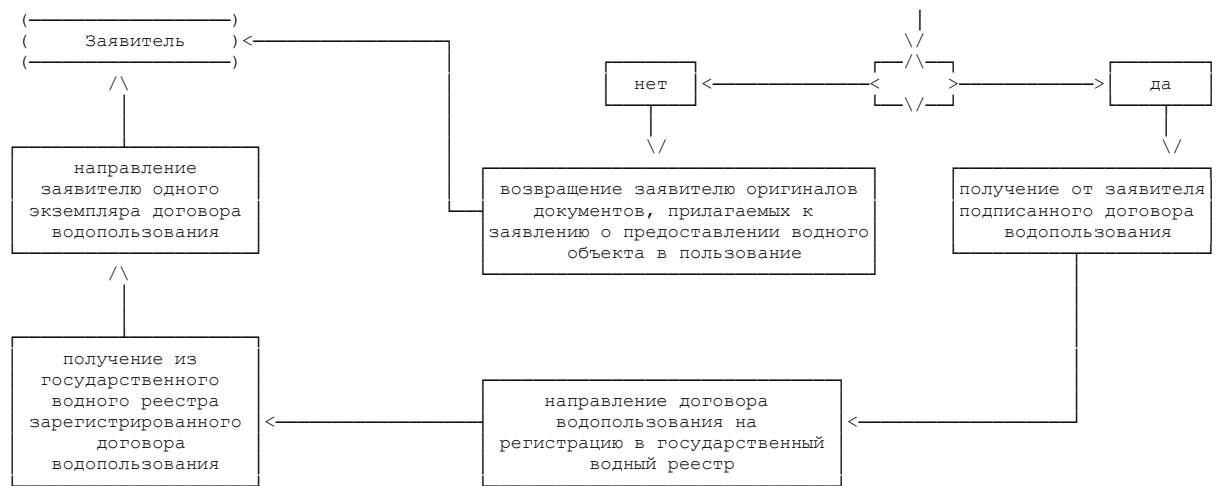 Заявитель
нет
да
направление
заявителю одного
экземпляра договора
водопользования
возвращение заявителю оригиналов
документов, прилагаемых к
заявлению о предоставлении водного
объекта в пользование
получение от заявителя
подписанного договора
водопользования
получение из
государственного
водного реестра
зарегистрированного
договора
водопользования
направление договора
водопользования на
регистрацию в государственный
водный реестр